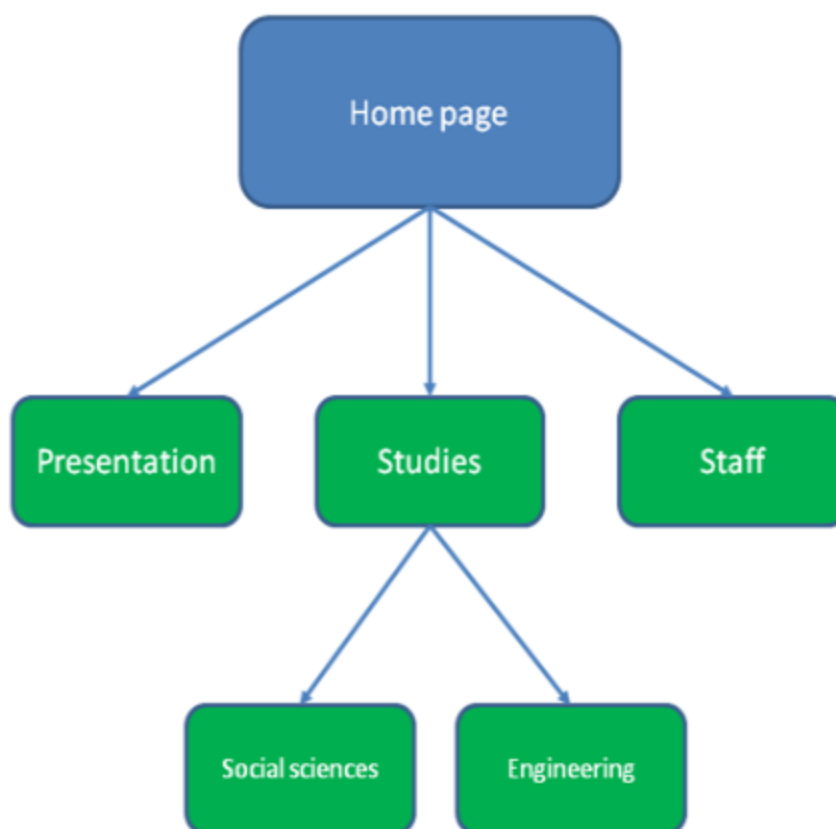 Home page
Presentation
Studies
Staff
Social sciences
Engineering